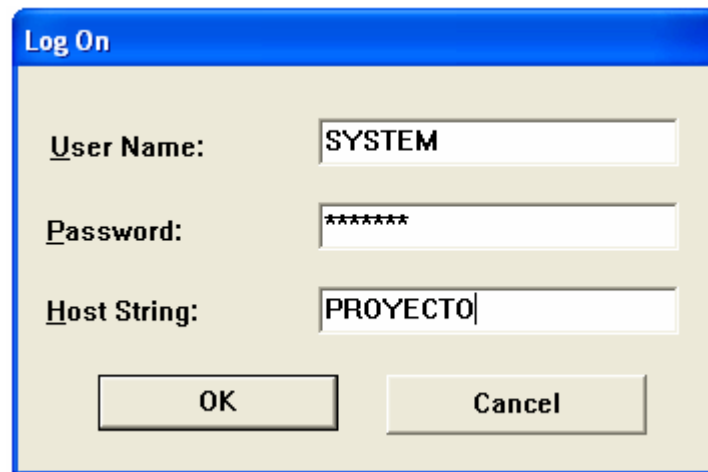 Log On
User Name: SYSTEM
Password: *******
Host String: PROYECTO
OK Cancel